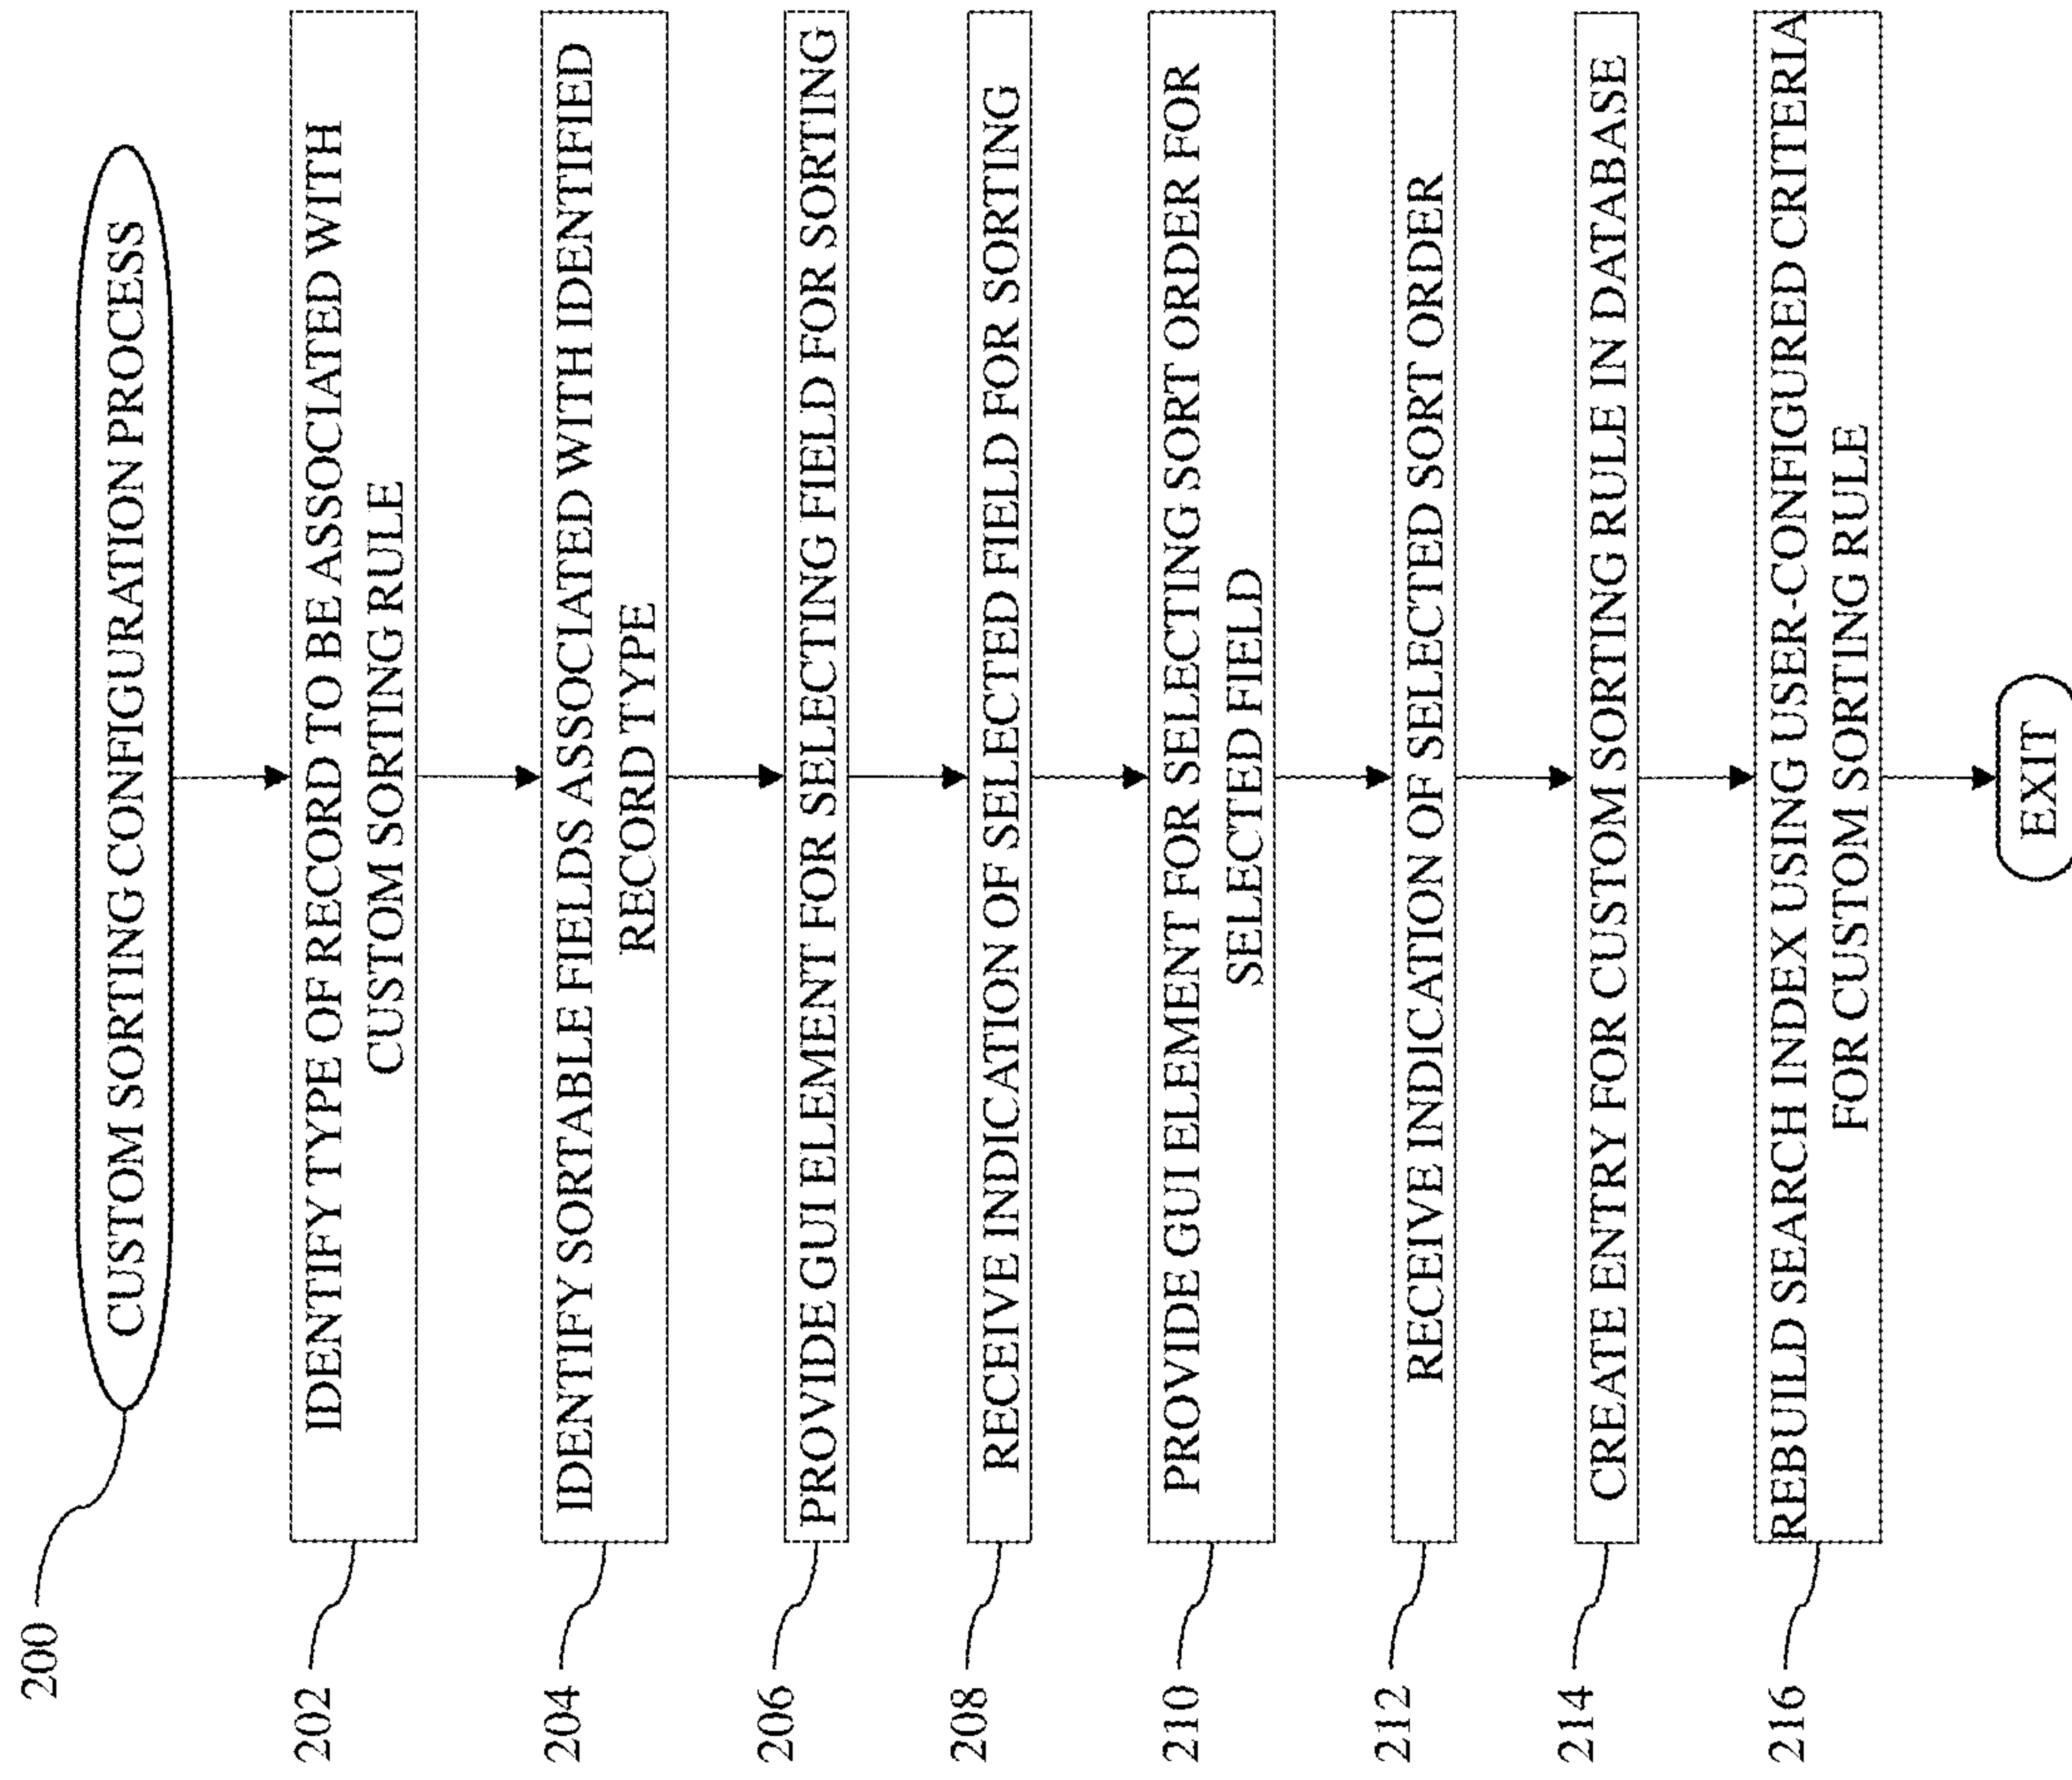 200
CUSTOM SORTING CONFIGURATION PROCESS
202
IDENTIFY TYPE OF RECORD TO BE ASSOCIATED WITH
CUSTOM SORTING RULE
204
IDENTIFY SORTABLE FIELDS ASSOCIATED WITH IDENTIFIED
RECORD TYPE
206
PROVIDE GUI ELEMENT FOR SELECTING FIELD FOR SORTING
208
RECEIVE INDICATION OF SELECTED FIELD FOR SORTING
210
PROVIDE GUI ELEMENT FOR SELECTING SORT ORDER FOR
SELECTED FIELD
212
RECEIVE INDICATION OF SELECTED SORT ORDER
214
CREATE ENTRY FOR CUSTOM SORTING RULE IN DATABASE
216
REBUILD SEARCH INDEX USING USER-CONFIGURED CRITERIA
FOR CUSTOM SORTING RULE
EXIT